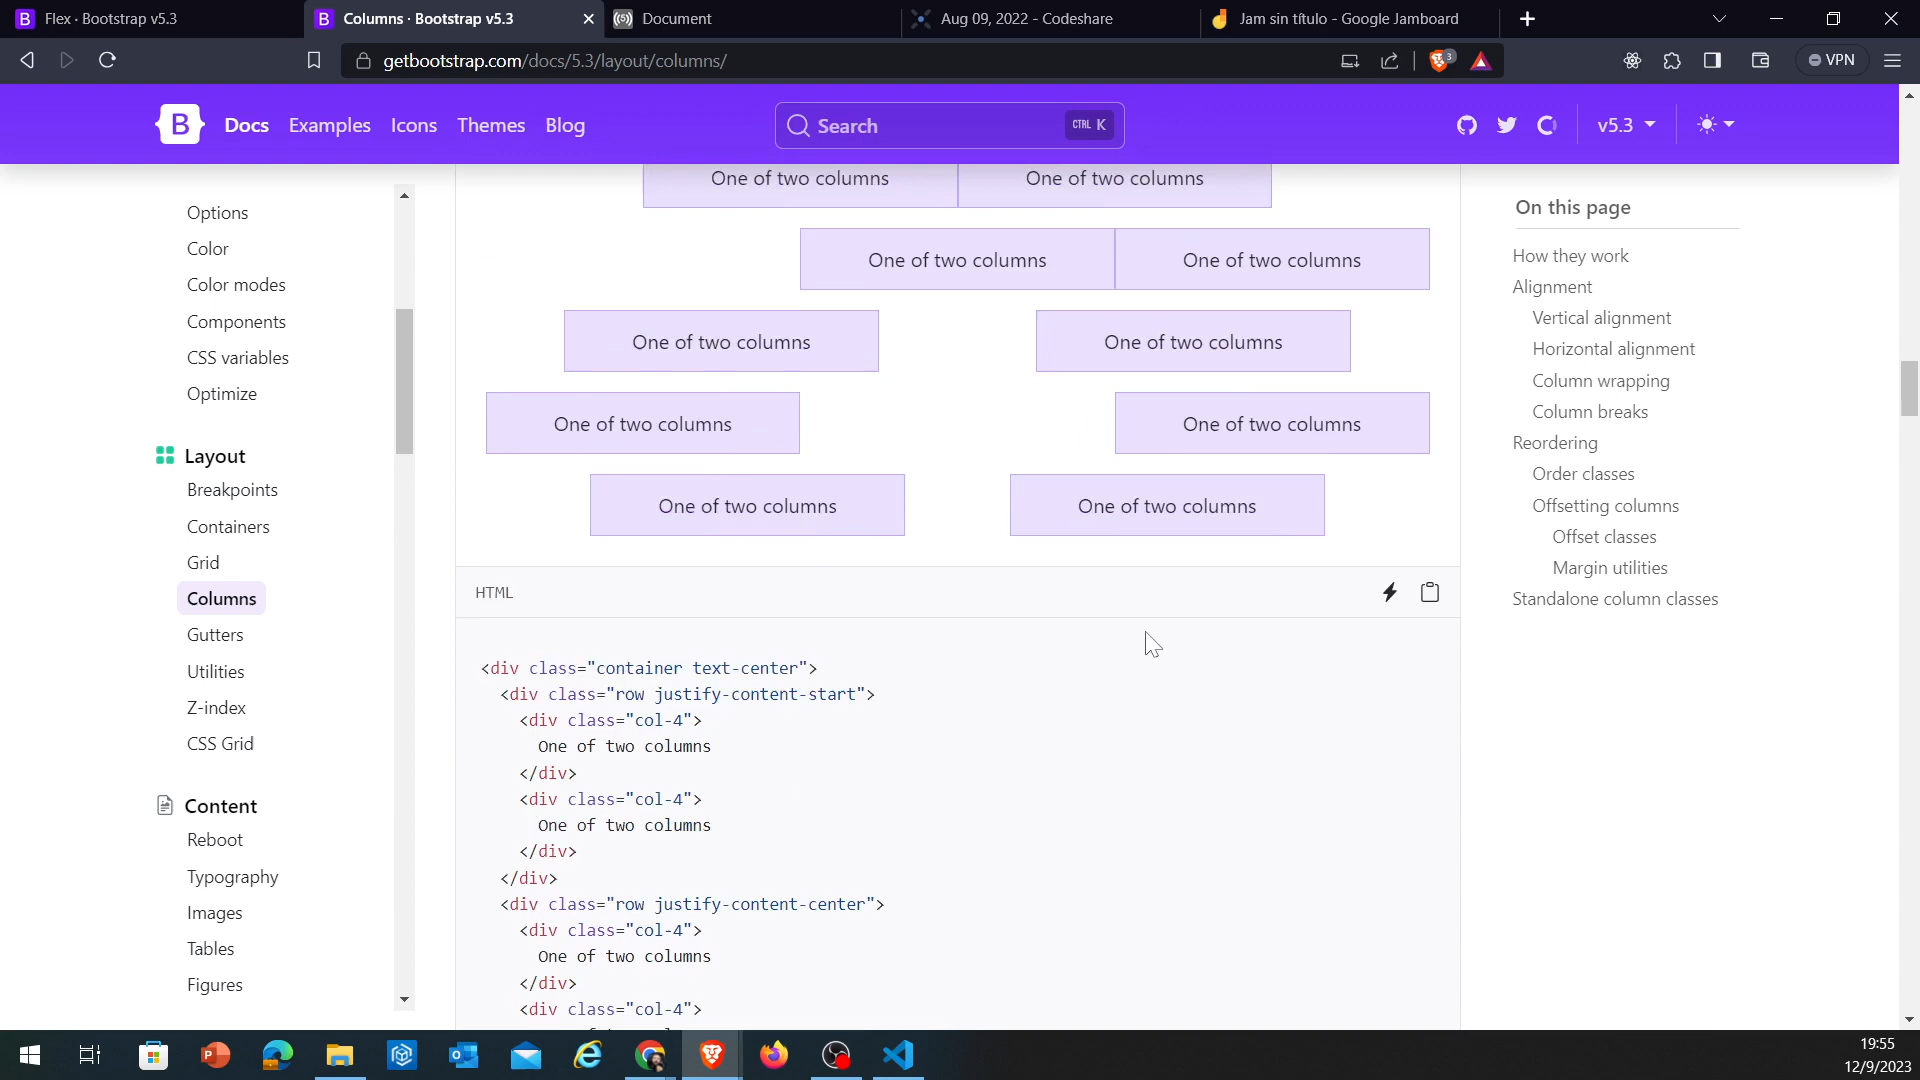 Flex · Bootstrap v5.3
Columns · Bootstrap v5.3
Document
Aug 09, 2022 - Codeshare
Jam sin título - Google Jamboard
getbootstrap.com/docs/5.3/layout/columns/
3
VPN
B
Docs
Examples
Icons
Themes
Blog
Search
CTRL K
v5.3
Options
Color
Color modes
Components
CSS variables
Optimize
Layout
Breakpoints
Containers
Grid
Columns
Gutters
Utilities
Z-index
CSS Grid
Content
Reboot
Typography
Images
Tables
Figures
One of two columns One of two columns
One of two columns One of two columns
One of two columns One of two columns
One of two columns One of two columns
One of two columns One of two columns
HTML
<div class="container text-center">
<div class="row justify-content-start">
<div class="col-4">
One of two columns
</div>
<div class="col-4">
One of two columns
</div>
</div>
<div class="row justify-content-center">
<div class="col-4">
One of two columns
</div>
<div class="col-4">
On this page
How they work
Alignment
Vertical alignment
Horizontal alignment
Column wrapping
Column breaks
Reordering
Order classes
Offsetting columns
Offset classes
Margin utilities
Standalone column classes
19:55
12/9/2023